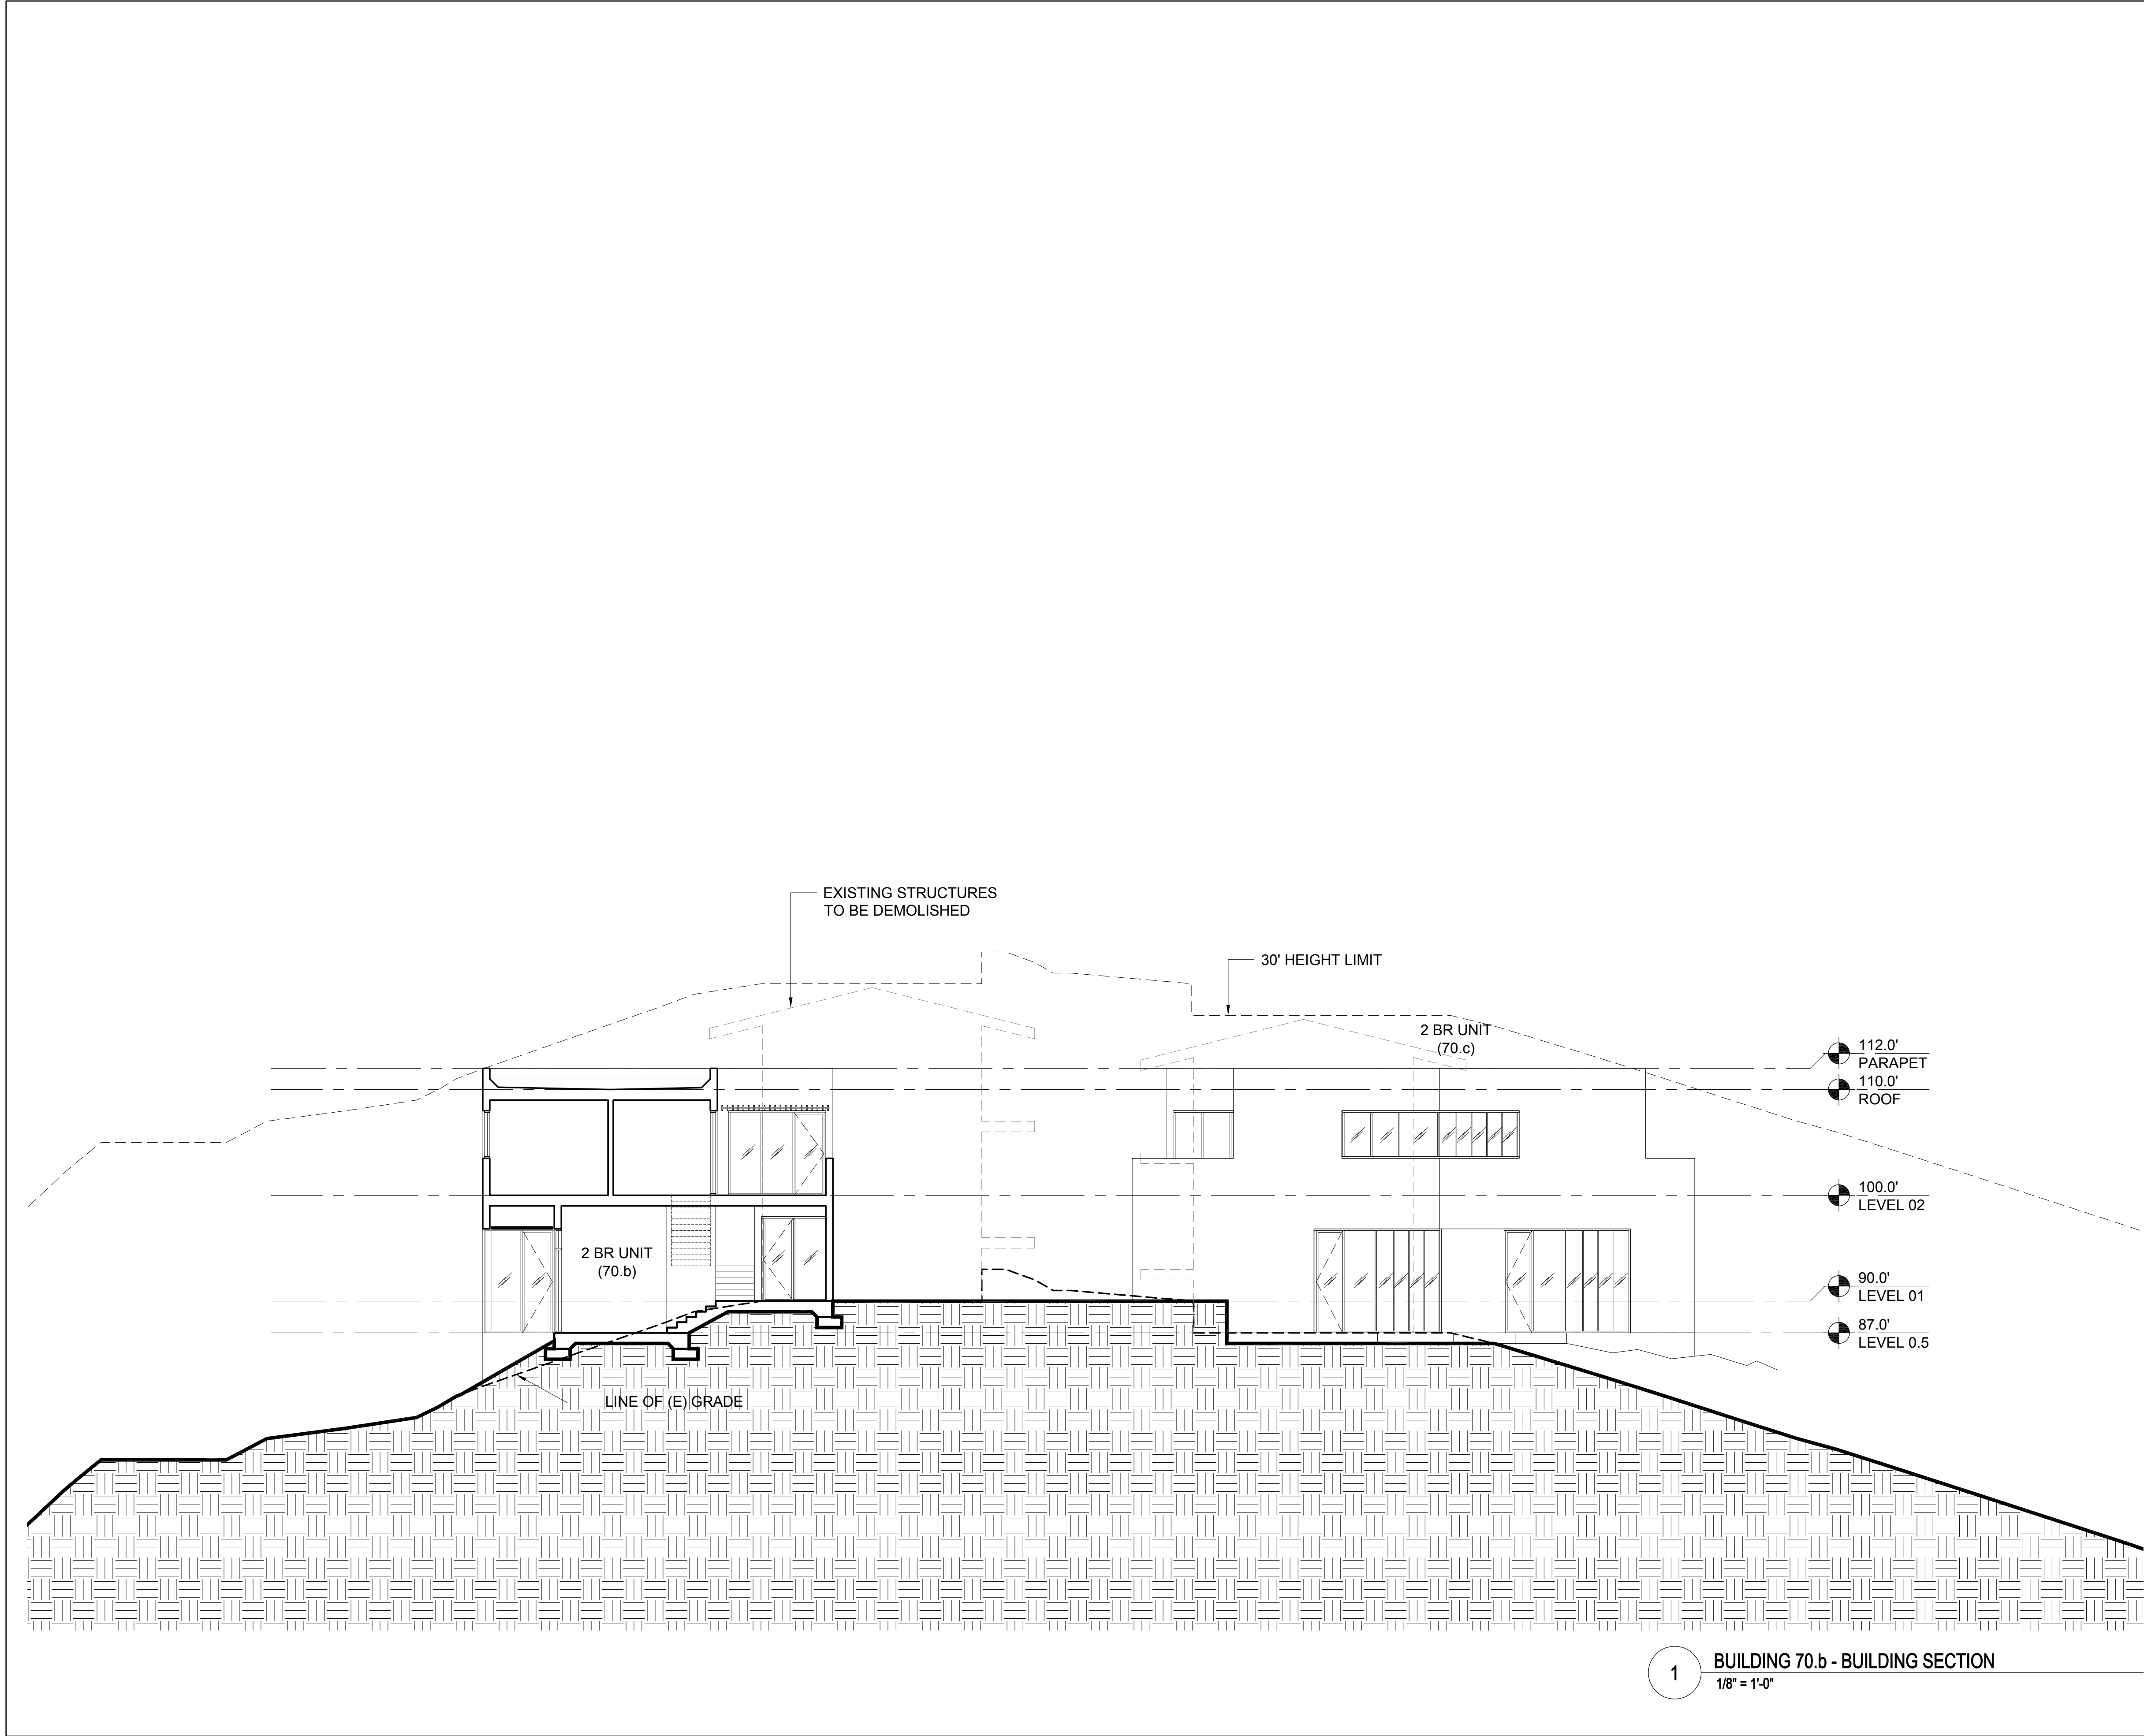 EXISTING STRUCTURES
TO BE DEMOLISHED
30' HEIGHT LIMIT
2 BR UNIT
(70.c)
112.0'
PARAPET
110.0'
ROOF
100.0'
LEVEL 02
2 BR UNIT
(70.b)
90.0'
LEVEL 01
87.0'
LEVEL 0.5
LINE OF (E) GRADE
1
BUILDING 70.b - BUILDING SECTION
1/8" = 1'-0"